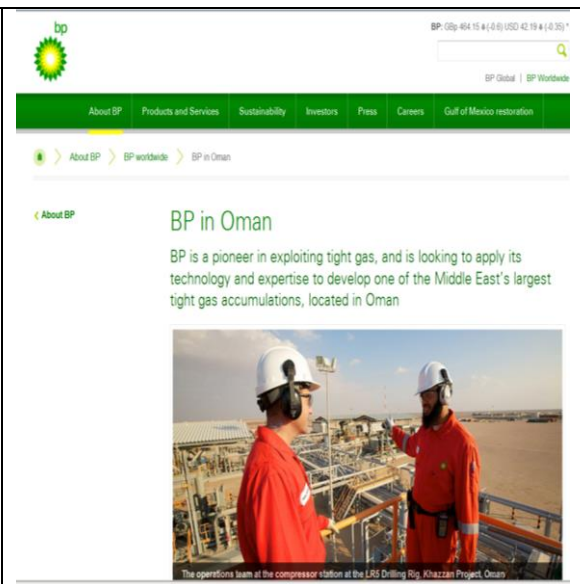 bp
BP: GBp 464.15 (-0.6) USD 42.19 (-0.35) *
BP Global | BP Worldwide
About BP Products and Services Sustainability Investors Press Careers Gulf of Mexico restoration
About BP BP worldwide BP in Oman
About BP
BP in Oman
BP is a pioneer in exploiting tight gas, and is looking to apply its
technology and expertise to develop one of the Middle East's largest
tight gas accumulations, located in Oman
The operations team at the compressor station at the LR5 Drilling Rig, Khazzan Project, Oman